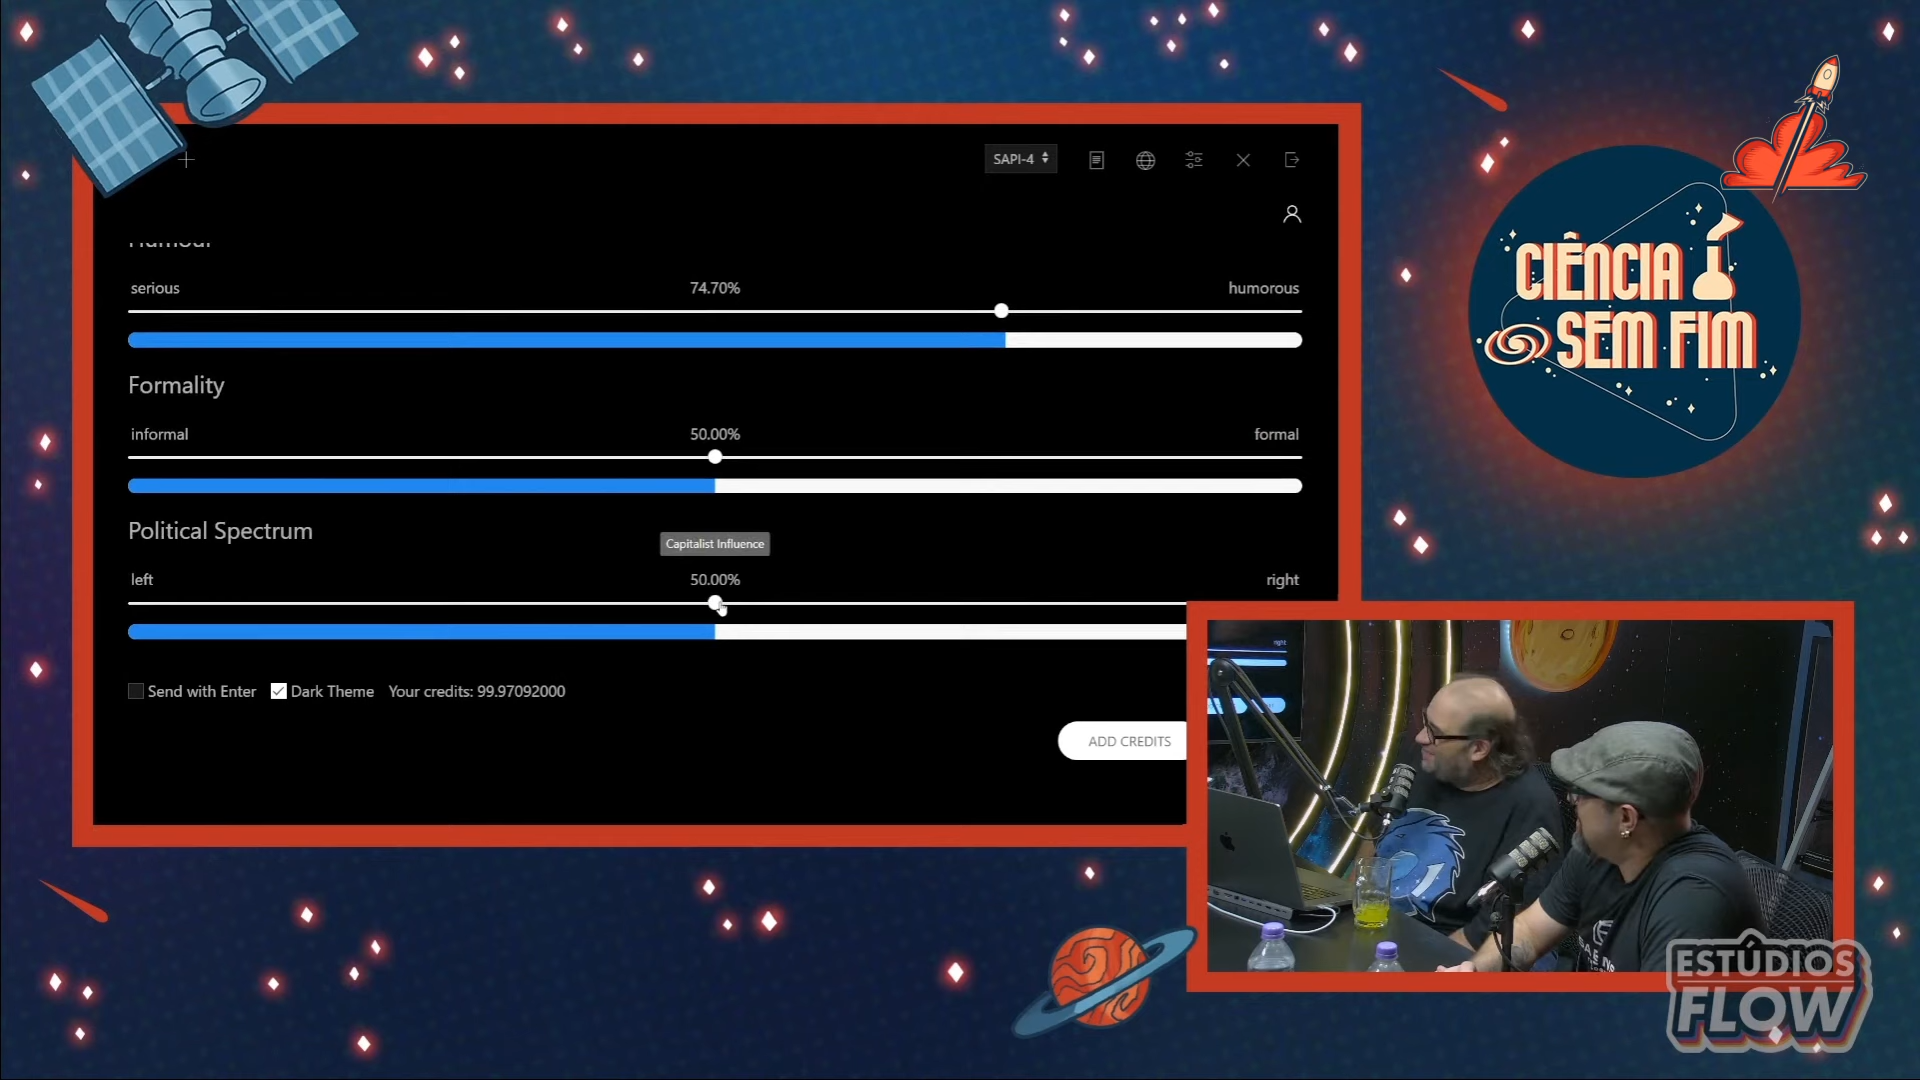 SAPI-4
serious
74.70%
humorous
Formality
informal
50.00%
formal
Political Spectrum
Capitalist Influence
left
50.00%
right
Send with Enter
Dark Theme
Your credits: 99.97092000
ADD CREDITS
CIÊNCIA
SEM FIM
right
ESTÚDIOS
FLOW